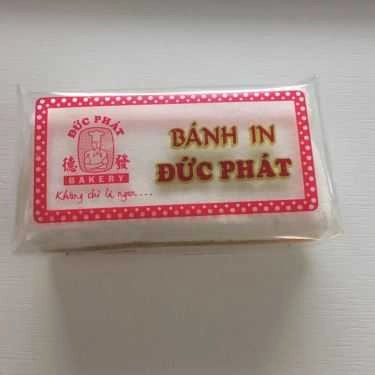 ĐỨC PHÁT
德 發
BAKERY
Không chỉ là ngon....
BÁNH IN
ĐỨC PHÁT